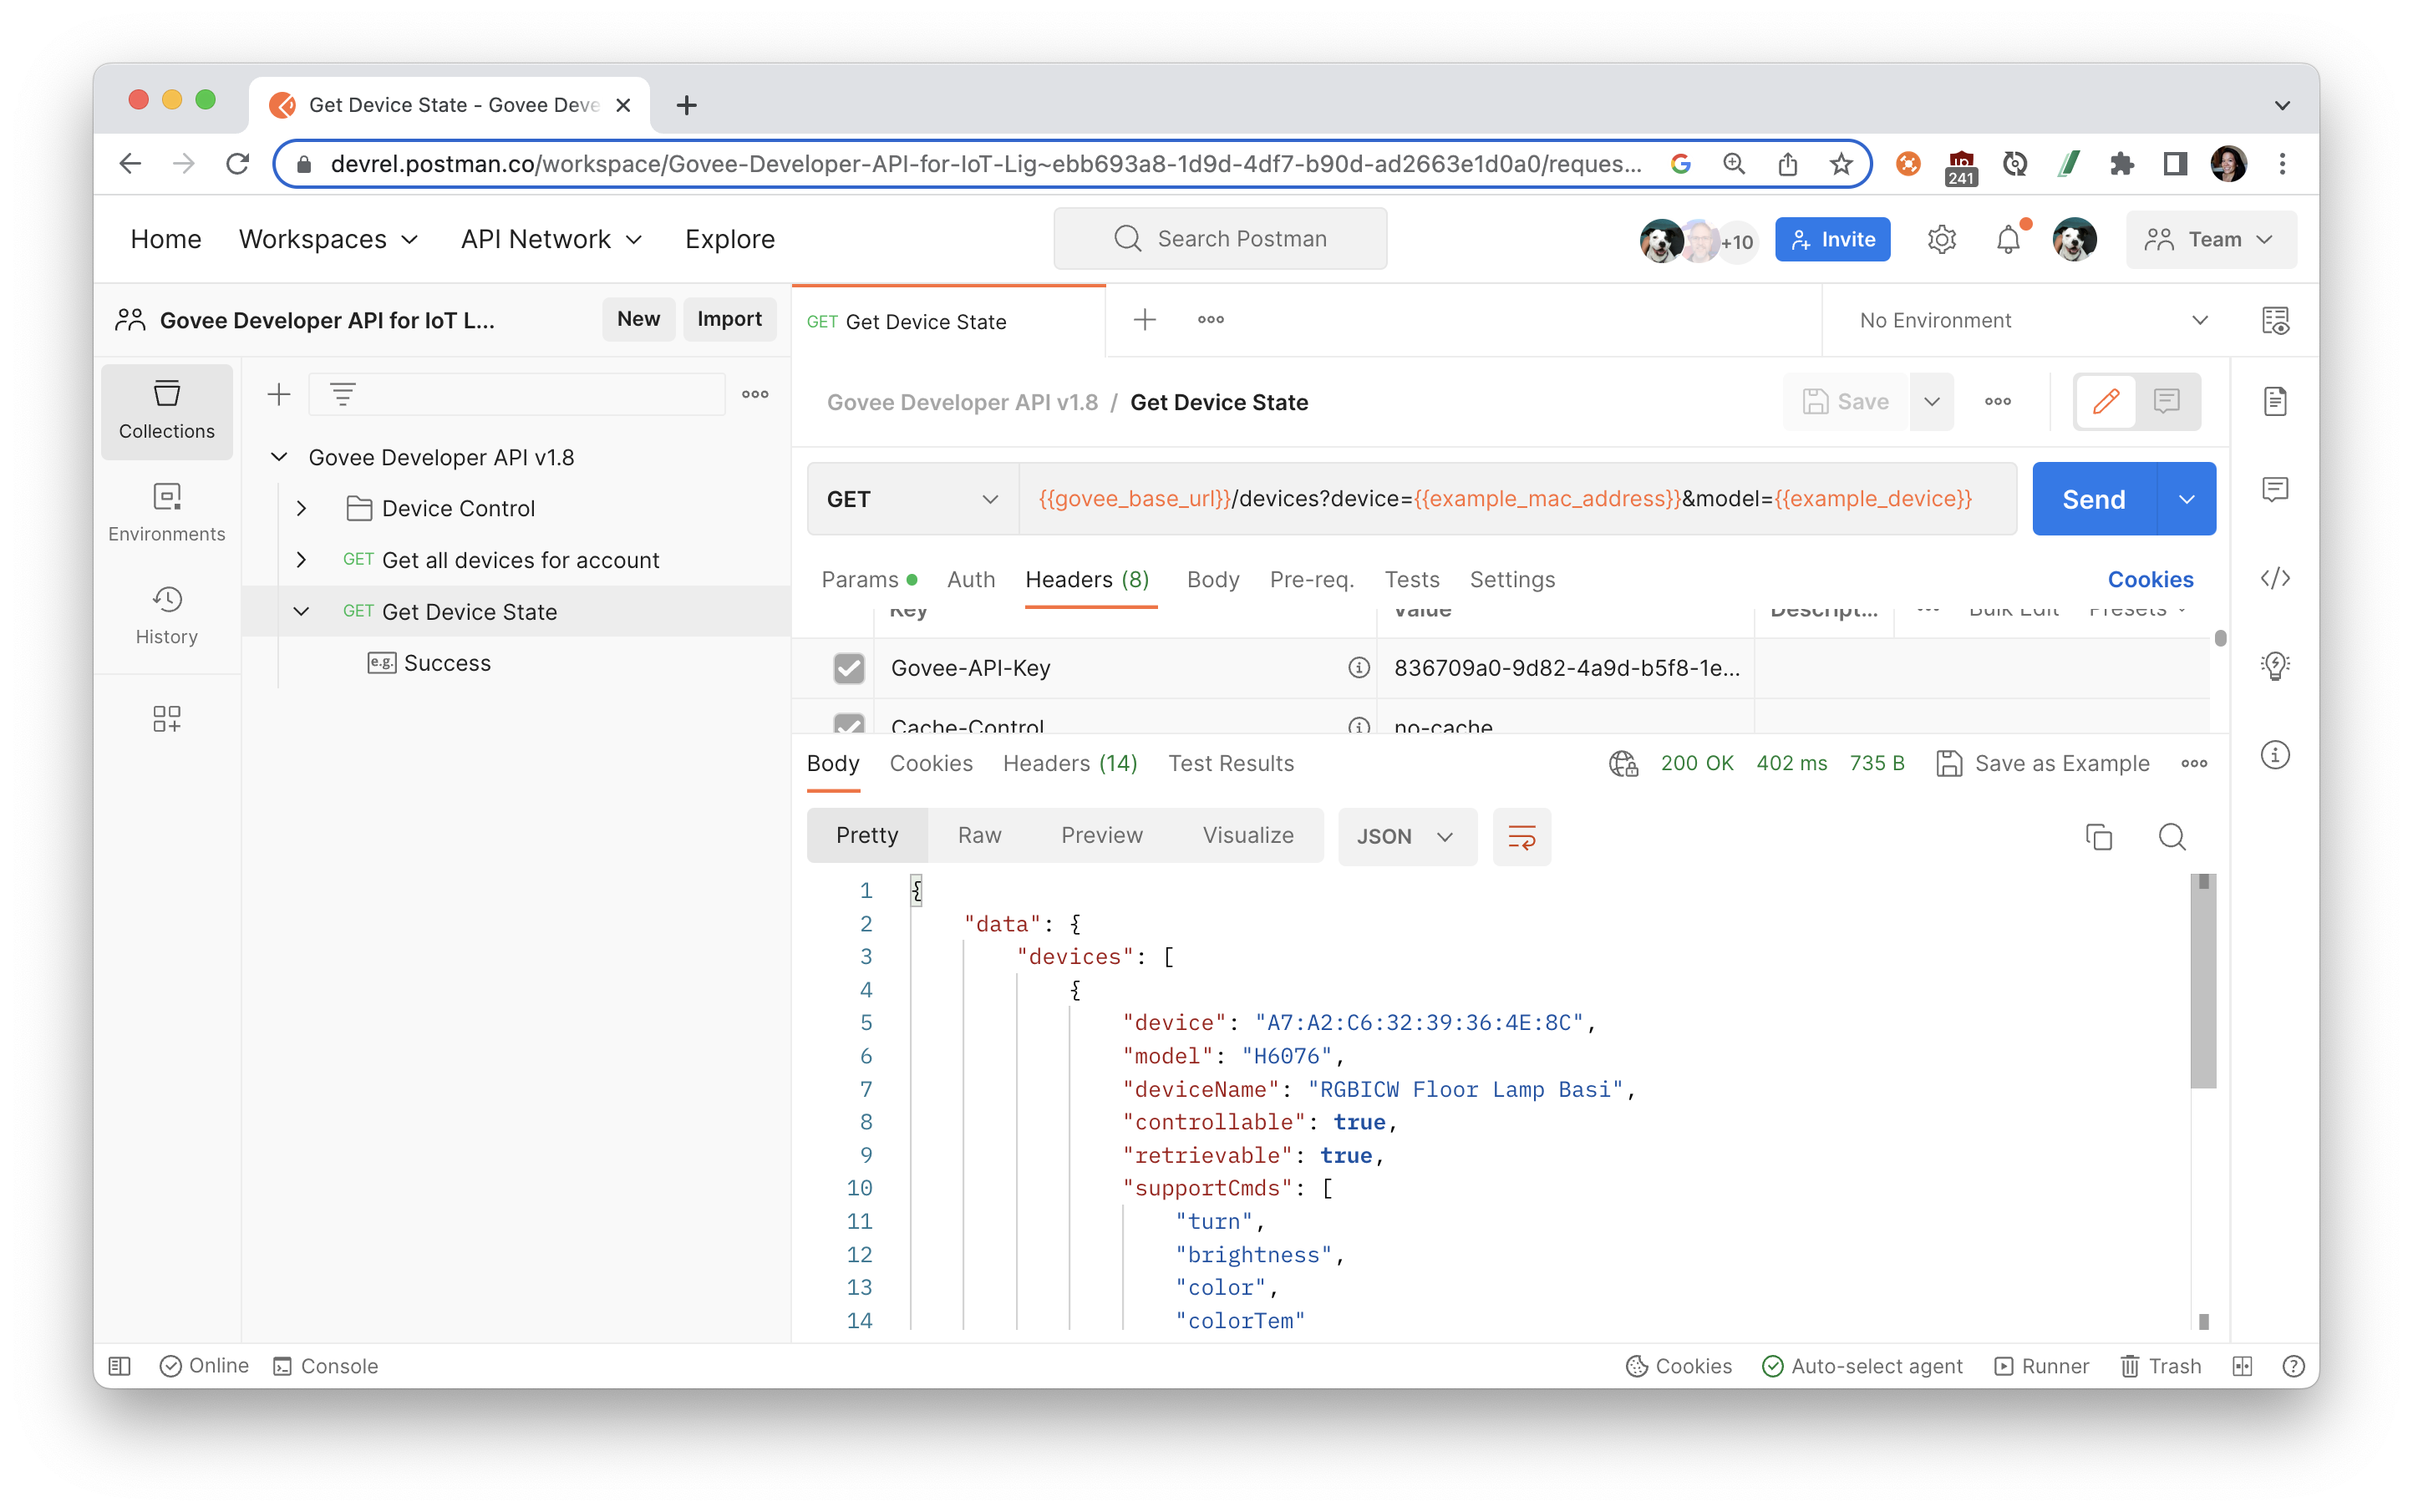 Get Device State - Govee Deve
devrel.postman.co/workspace/Govee-Developer-API-for-IoT-Lig~ebb693a8-1d9d-4df7-b90d-ad2663e1d0a0/reques...
241
Home
Workspaces
API Network
Explore
Search Postman
+10
Invite
Team
Govee Developer API for IoT L...
New
Import
GET Get Device State
No Environment
Collections
Environments
History
Govee Developer API v1.8
Device Control
GET Get all devices for account
GET Get Device State
e.g. Success
Govee Developer API v1.8 / Get Device State
Save
GET
{{govee_base_url}}/devices?device={{example_mac_address}}&model={{example_device}}
Send
Params
Auth
Headers (8)
Body
Pre-req.
Tests
Settings
Cookies
Key
Value
Descript...
Bulk Edit
Presets
Govee-API-Key
836709a0-9d82-4a9d-b5f8-1e...
Cache-Control
no-cache
Body
Cookies
Headers (14)
Test Results
200 OK
402 ms
735 B
Save as Example
Pretty
Raw
Preview
Visualize
JSON
1 {
2 "data": {
3 "devices": [
4 {
5 "device": "A7:A2:C6:32:39:36:4E:8C",
6 "model": "H6076",
7 "deviceName": "RGBICW Floor Lamp Basi",
8 "controllable": true,
9 "retrievable": true,
10 "supportCmds": [
11 "turn",
12 "brightness",
13 "color",
14 "colorTem"
Online
Console
Cookies
Auto-select agent
Runner
Trash